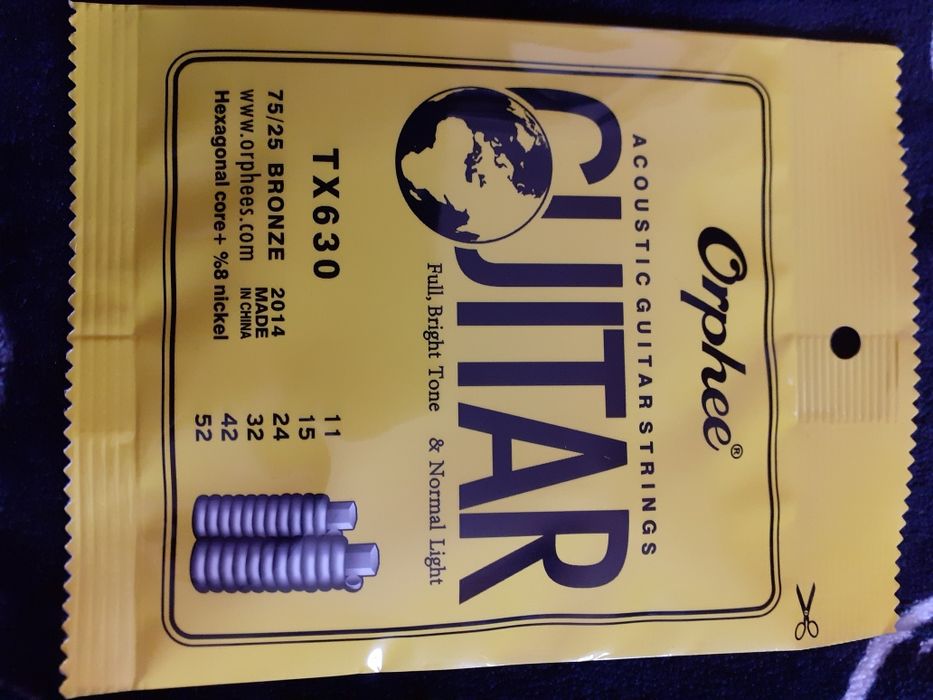 Orphee®
ACOUSTIC GUITAR STRINGS
GUITAR
Full, Bright Tone & Normal Light
TX630
75/25 BRONZE 2014
www.orphees.com MADE IN CHINA
Hexagonal core+ %8 nickel
11
15
24
32
42
52